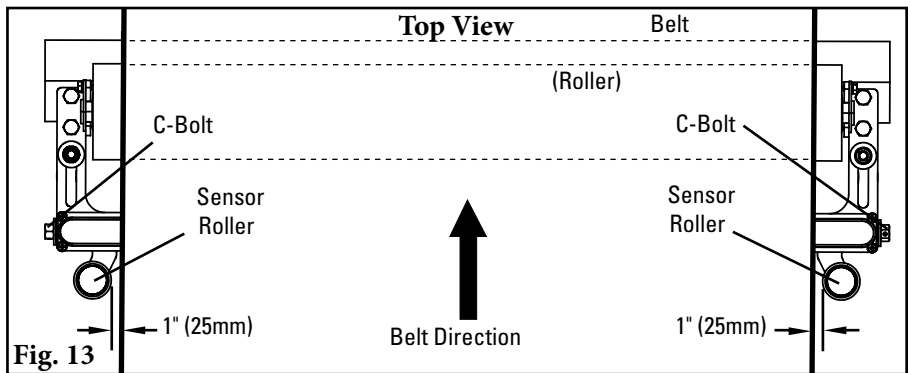 Top View
Belt
(Roller)
C-Bolt
C-Bolt
Sensor
Roller
Sensor
Roller
1" (25mm)
Belt Direction
1" (25mm)
Fig. 13